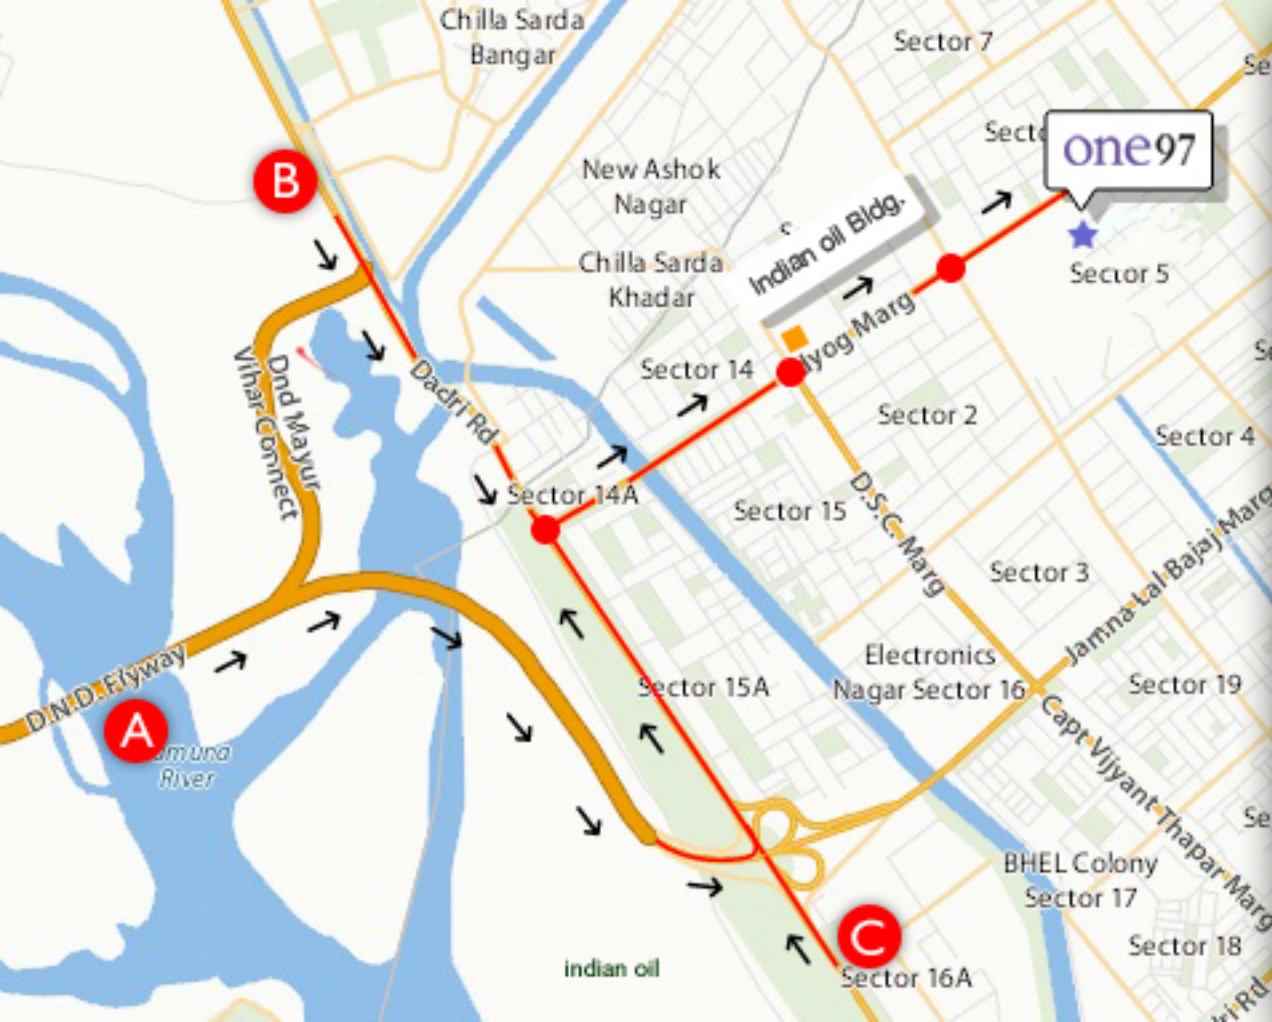 Chilla Sarda
Bangar
Sector 7
one97
New Ashok
Nagar
B
Indian oil Bldg.
Chilla Sarda
Khadar
Sector 5
Udyog Marg
Sector 14
Dadri Rd
Dnd Mayur
Vihar Connect
Sector 2
Sector 4
Sector 14A
Sector 15
D.S.C. Marg
Sector 3
Jamna Lal Bajaj Marg
Electronics
Nagar Sector 16
Sector 15A
Sector 19
D.N.D. Flyway
A
River
Capt Vijyant Thapar Marg
BHEL Colony
Sector 17
C
Sector 18
indian oil
Sector 16A